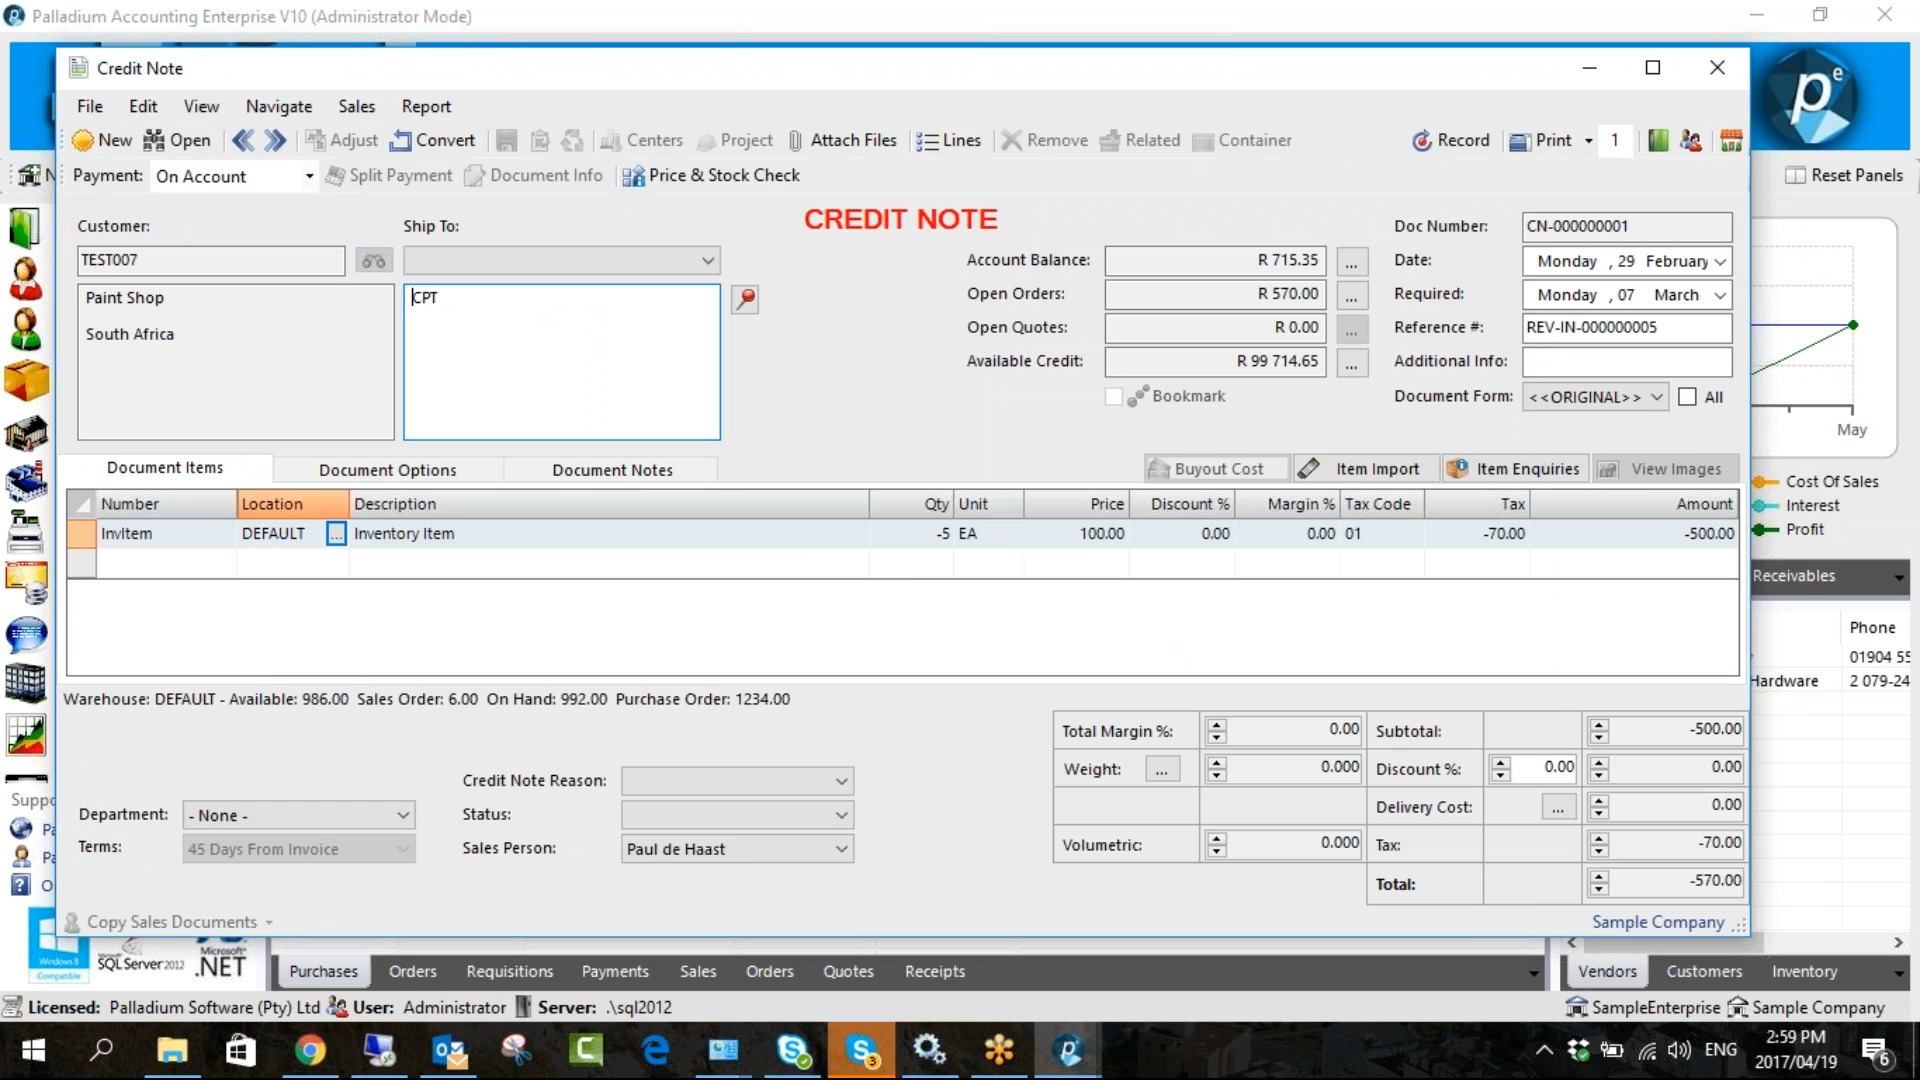 Palladium Accounting Enterprise V10 (Administrator Mode)
Credit Note
File Edit View Navigate Sales Report
New Open Adjust Convert Centers Project Attach Files Lines Remove Related Container Record Print 1
Payment: On Account Split Payment Document Info Price & Stock Check
Reset Panels
Customer: Ship To: CREDIT NOTE Doc Number: CN-000000001
TEST007 Account Balance: R 715.35 ... Date: Monday , 29 February
Paint Shop CPT Open Orders: R 570.00 ... Required: Monday , 07 March
South Africa Open Quotes: R 0.00 ... Reference #: REV-IN-000000005
Available Credit: R 99 714.65 ... Additional Info:
Bookmark Document Form: <<ORIGINAL>> All
May
Document Items Document Options Document Notes Buyout Cost Item Import Item Enquiries View Images
Cost Of Sales
Interest
Profit
Number Location Description Qty Unit Price Discount % Margin % Tax Code Tax Amount
InvItem DEFAULT ... Inventory Item -5 EA 100.00 0.00 0.00 01 -70.00 -500.00
Receivables
Phone
01904 55
Hardware 2 079-24
Warehouse: DEFAULT - Available: 986.00 Sales Order: 6.00 On Hand: 992.00 Purchase Order: 1234.00
Total Margin %: 0.00 Subtotal: -500.00
Weight: ... 0.000 Discount %: 0.00 0.00
Credit Note Reason: Delivery Cost: ... 0.00
Department: - None - Status:
Terms: 45 Days From Invoice Sales Person: Paul de Haast Volumetric: 0.000 Tax: -70.00
Total: -570.00
Suppo
Pa
Pa
O
Copy Sales Documents Sample Company
Windows 8
Compatible
SQL Server 2012
Microsoft
.NET
Purchases Orders Requisitions Payments Sales Orders Quotes Receipts Vendors Customers Inventory
Licensed: Palladium Software (Pty) Ltd User: Administrator Server: .\sql2012 SampleEnterprise Sample Company
ENG
2:59 PM
2017/04/19
3
6